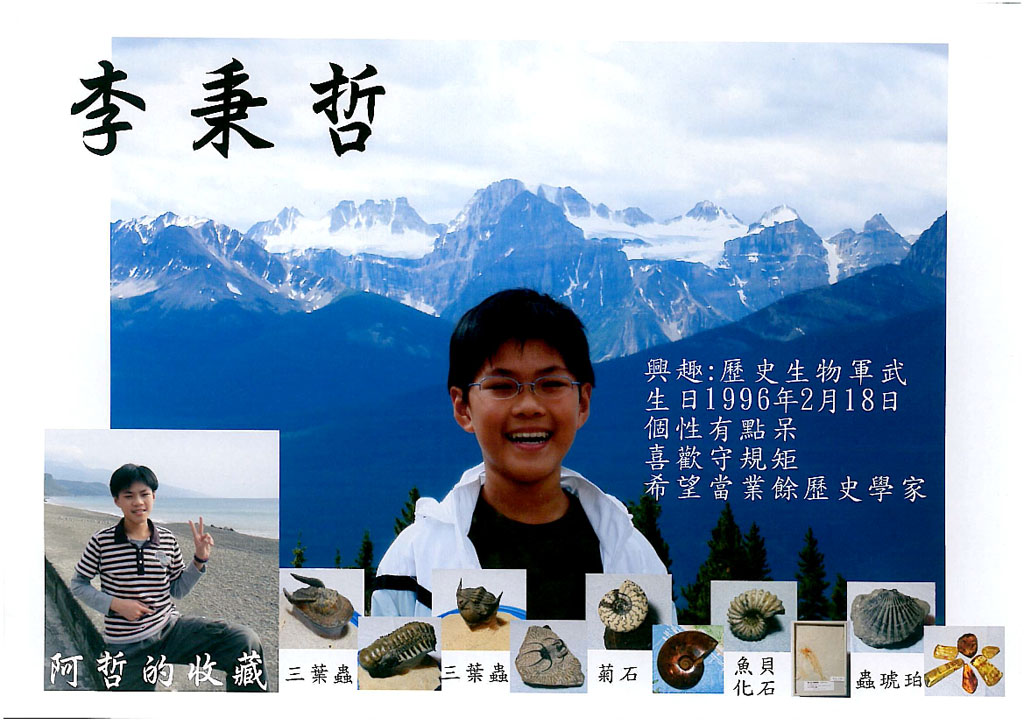 李秉哲
興趣:歷史生物軍武
生日1996年2月18日
個性有點呆
喜歡守規矩
希望當業餘歷史學家
阿哲的收藏
三葉蟲
三葉蟲
菊石
魚貝
化石
蟲琥珀